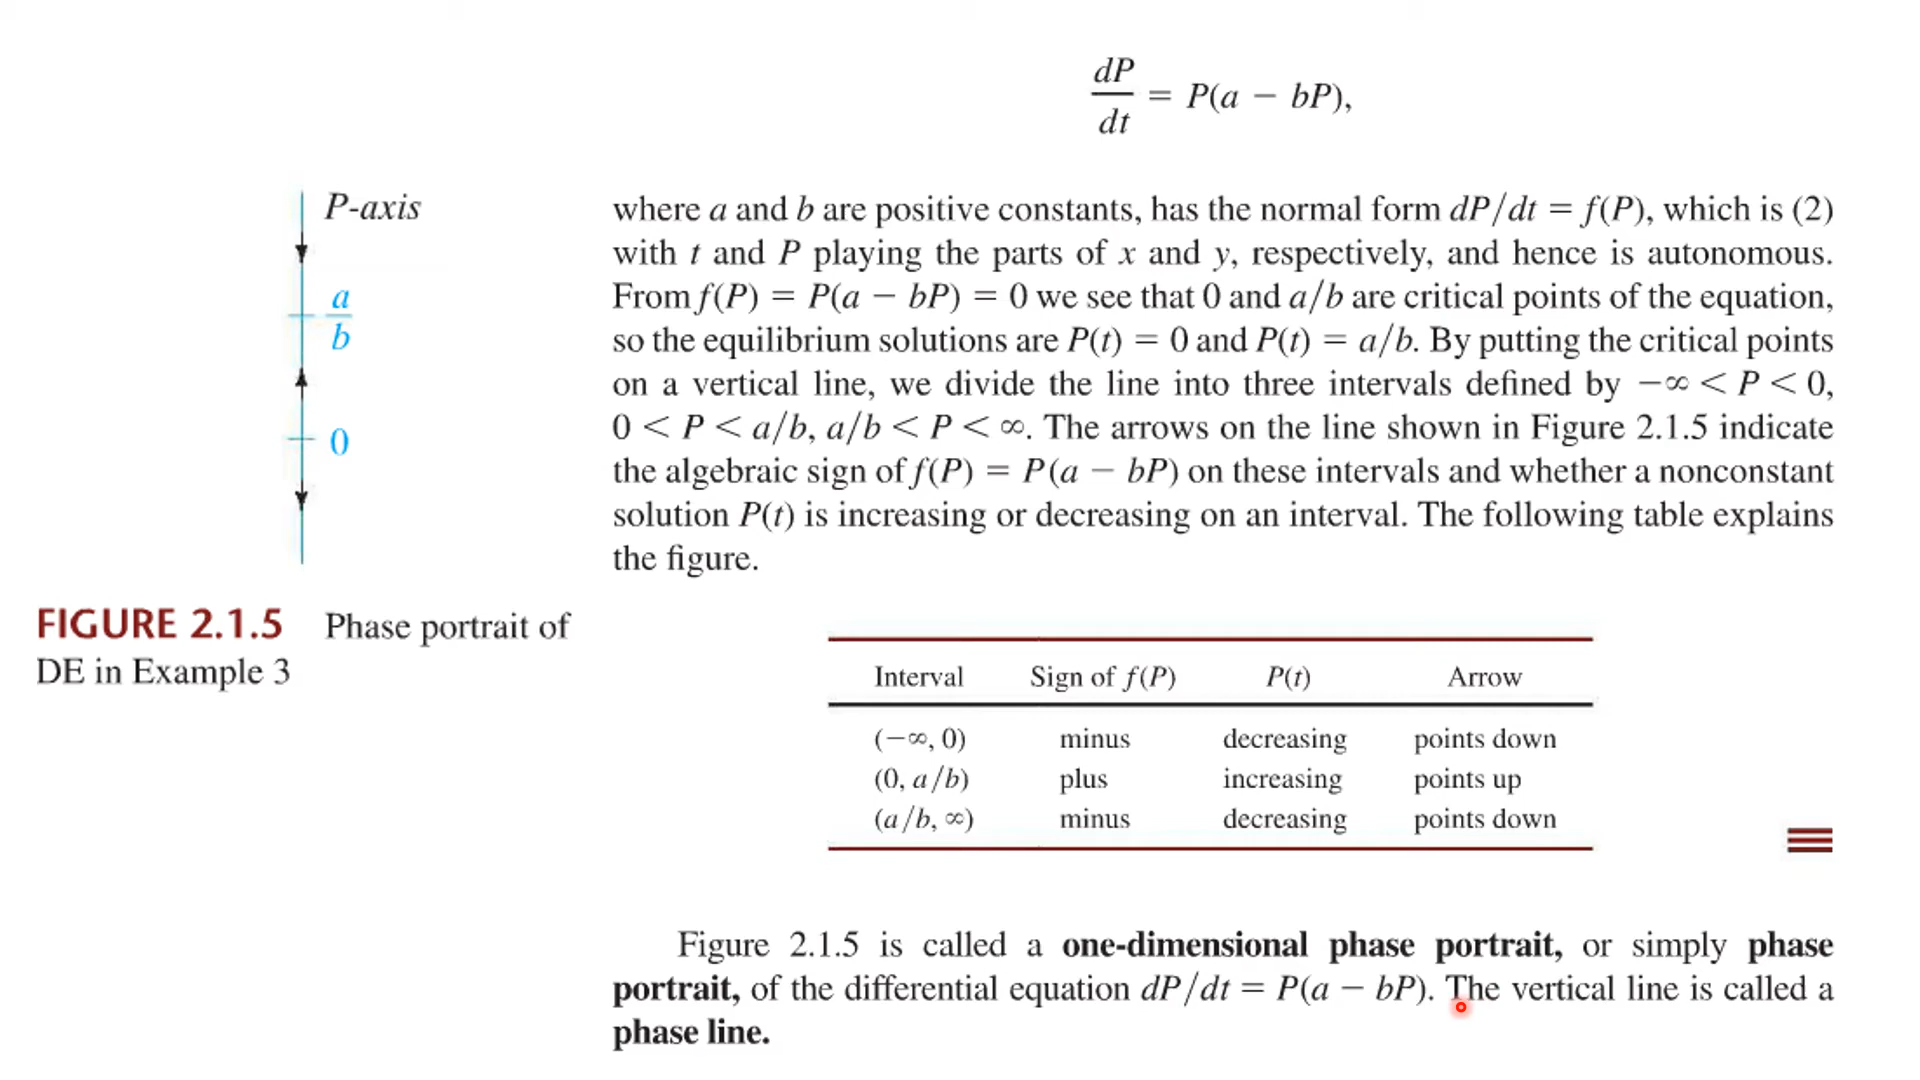 dP/dt = P(a − bP),
P-axis
a/b
0
FIGURE 2.1.5 Phase portrait of
DE in Example 3
where a and b are positive constants, has the normal form dP/dt = f(P), which is (2)
with t and P playing the parts of x and y, respectively, and hence is autonomous.
From f(P) = P(a − bP) = 0 we see that 0 and a/b are critical points of the equation,
so the equilibrium solutions are P(t) = 0 and P(t) = a/b. By putting the critical points
on a vertical line, we divide the line into three intervals defined by −∞ < P < 0,
0 < P < a/b, a/b < P < ∞. The arrows on the line shown in Figure 2.1.5 indicate
the algebraic sign of f(P) = P(a − bP) on these intervals and whether a nonconstant
solution P(t) is increasing or decreasing on an interval. The following table explains
the figure.
Interval Sign of f(P) P(t) Arrow
(−∞, 0) minus decreasing points down
(0, a/b) plus increasing points up
(a/b, ∞) minus decreasing points down
Figure 2.1.5 is called a one-dimensional phase portrait, or simply phase
portrait, of the differential equation dP/dt = P(a − bP). The vertical line is called a
phase line.